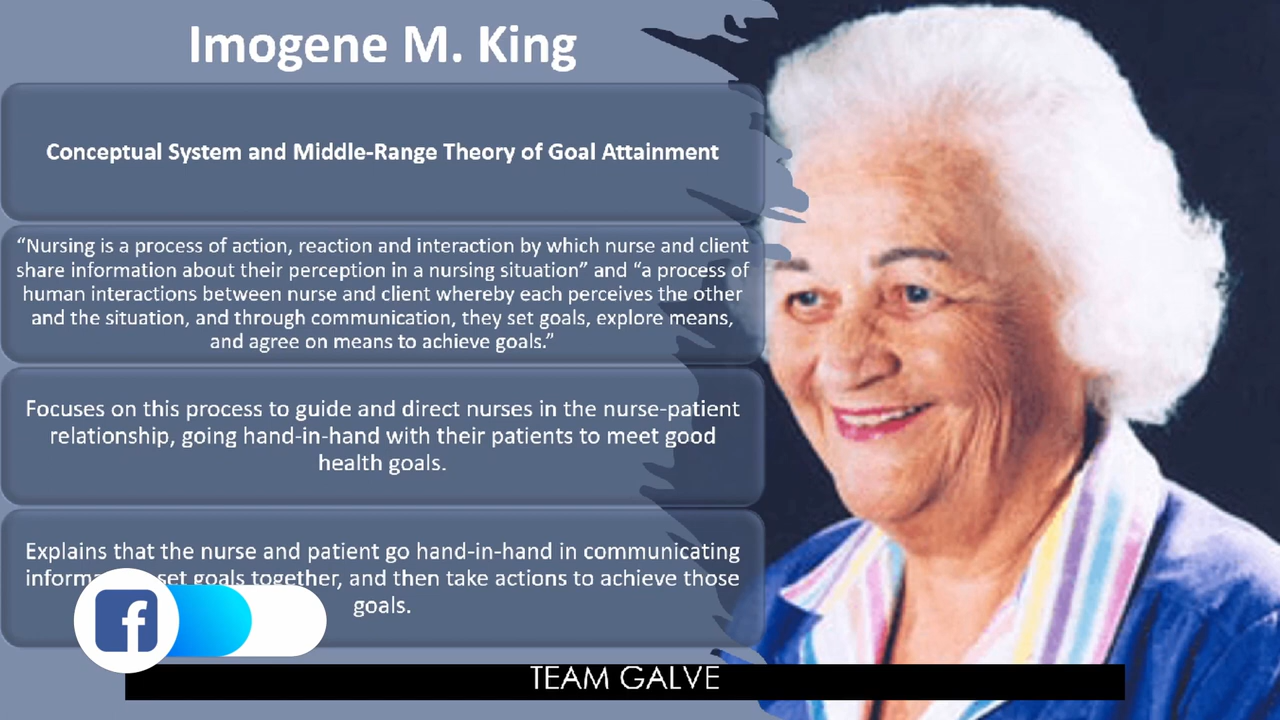 Imogene M. King
Conceptual System and Middle-Range Theory of Goal Attainment
“Nursing is a process of action, reaction and interaction by which nurse and client
share information about their perception in a nursing situation” and “a process of
human interactions between nurse and client whereby each perceives the other
and the situation, and through communication, they set goals, explore means,
and agree on means to achieve goals.”
Focuses on this process to guide and direct nurses in the nurse-patient
relationship, going hand-in-hand with their patients to meet good
health goals.
Explains that the nurse and patient go hand-in-hand in communicating
set goals together, and then take actions to achieve those
goals.
f
TEAM GALVE